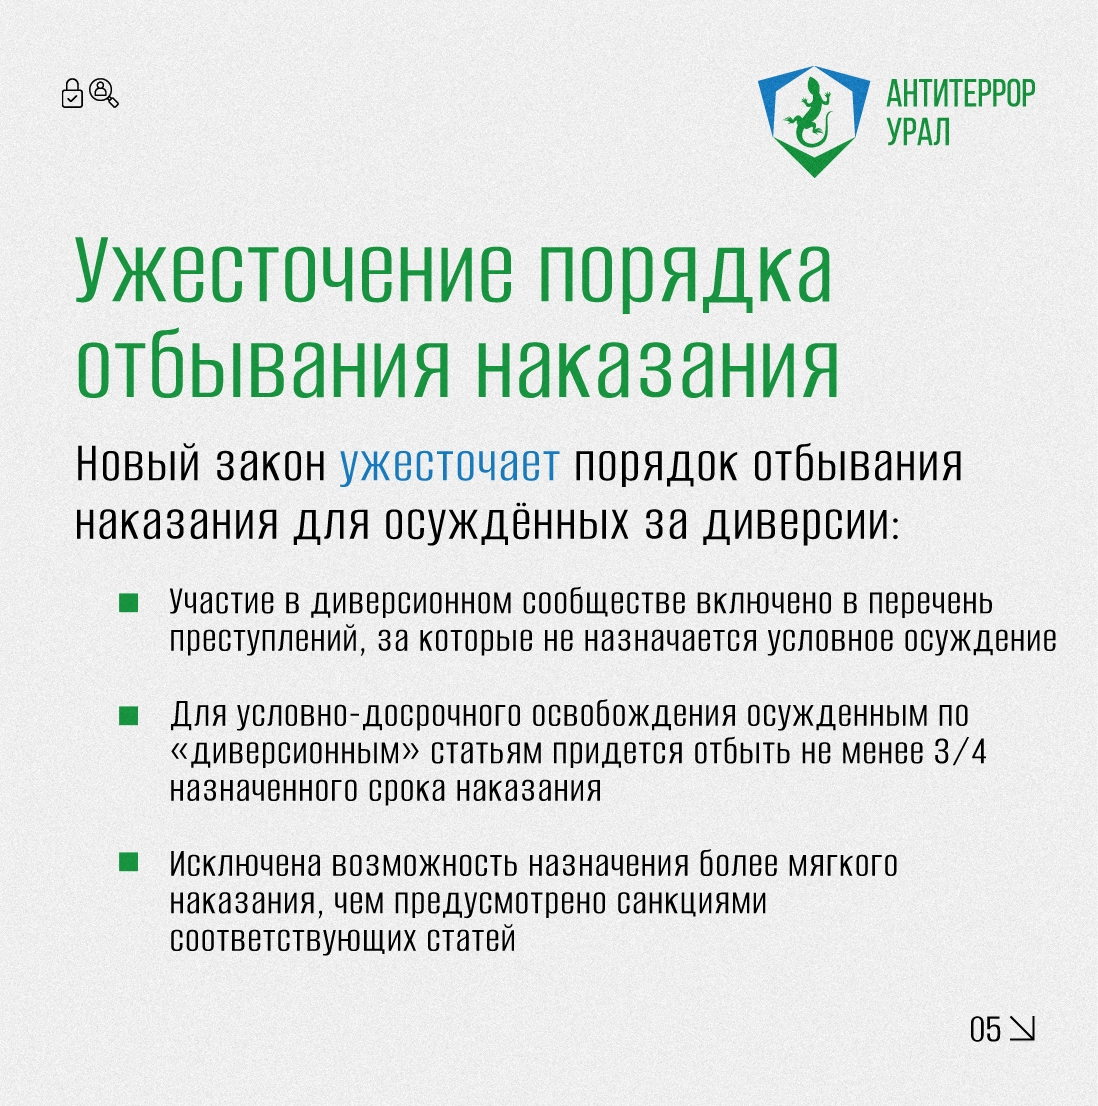 АНТИТЕРРОР
УРАЛ
Ужесточение порядка
отбывания наказания
Новый закон ужесточает порядок отбывания
наказания для осуждённых за диверсии:
Участие в диверсионном сообществе включено в перечень
преступлений, за которые не назначается условное осуждение
Для условно-досрочного освобождения осужденным по
«диверсионным» статьям придется отбыть не менее 3/4
назначенного срока наказания
Исключена возможность назначения более мягкого
наказания, чем предусмотрено санкциями
соответствующих статей
05